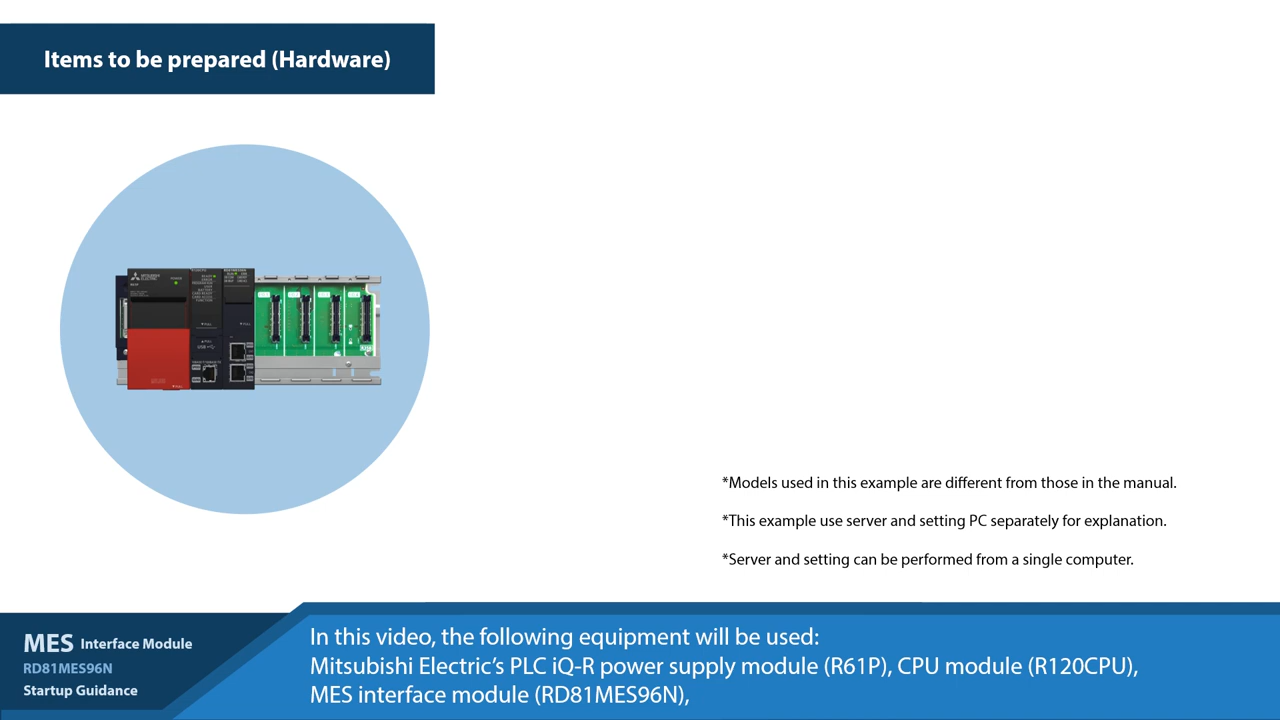 Items to be prepared (Hardware)
MITSUBISHI
ELECTRIC
*Models used in this example are different from those in the manual.
*This example use server and setting PC separately for explanation.
*Server and setting can be performed from a single computer.
MES Interface Module
RD81MES96N
Startup Guidance
In this video, the following equipment will be used:
Mitsubishi Electric’s PLC iQ-R power supply module (R61P), CPU module (R120CPU),
MES interface module (RD81MES96N),